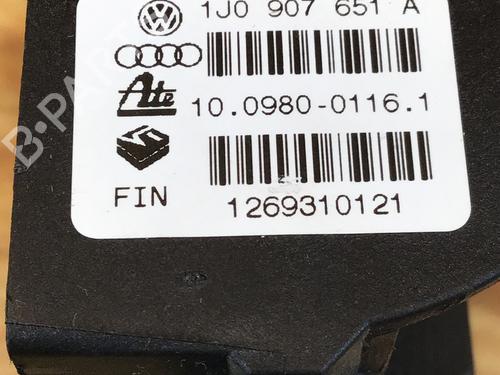 1J0 907 651 A
Ate
10.0980-0116.1
FIN
1269310121
B-PARTS